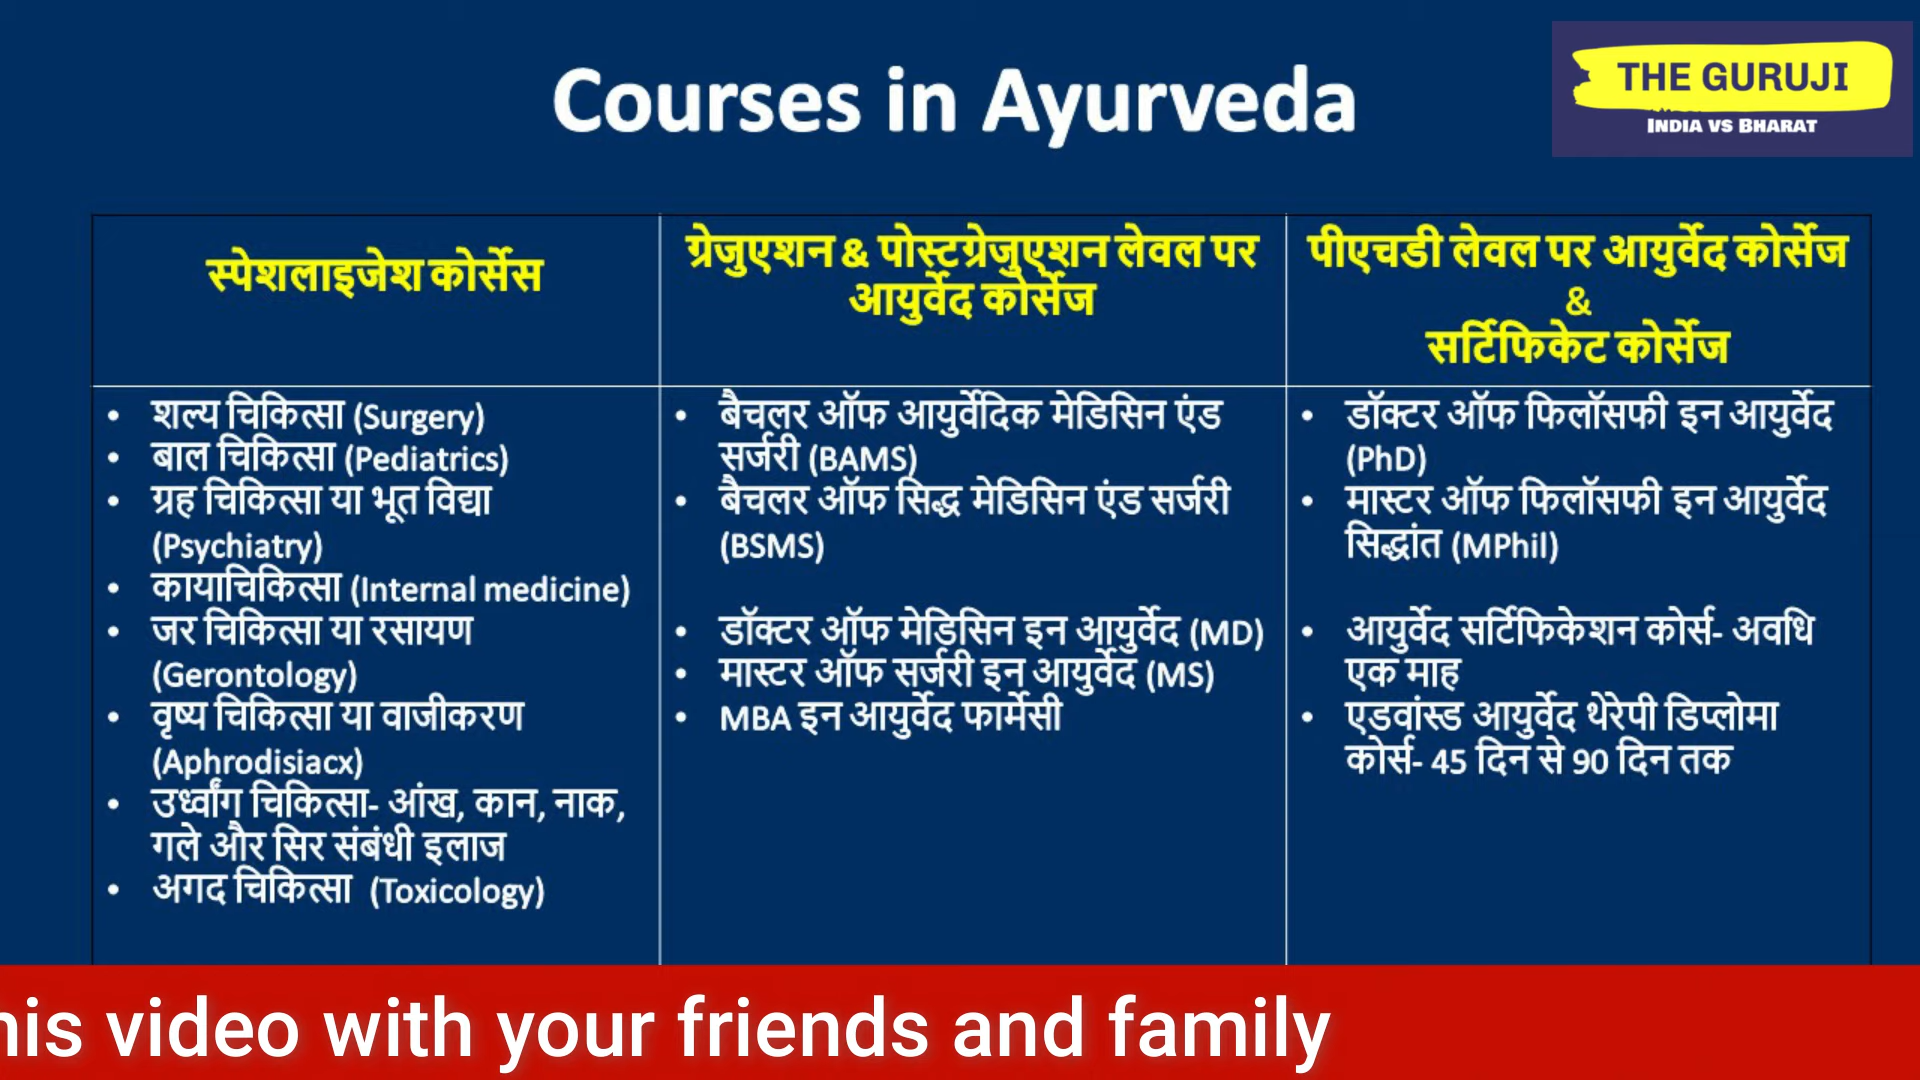 Courses in Ayurveda
THE GURUJI
INDIA VS BHARAT
स्पेशलाइजेश कोर्सेस
ग्रेजुएशन & पोस्टग्रेजुएशन लेवल पर
आयुर्वेद कोर्सेज
पीएचडी लेवल पर आयुर्वेद कोर्सेज
&
सर्टिफिकेट कोर्सेज
• शल्य चिकित्सा (Surgery)
• बाल चिकित्सा (Pediatrics)
• ग्रह चिकित्सा या भूत विद्या
(Psychiatry)
• कायाचिकित्सा (Internal medicine)
• जर चिकित्सा या रसायण
(Gerontology)
• वृष्य चिकित्सा या वाजीकरण
(Aphrodisiacx)
• उर्ध्वांग चिकित्सा- आंख, कान, नाक,
गले और सिर संबंधी इलाज
• अगद चिकित्सा (Toxicology)
• बैचलर ऑफ आयुर्वेदिक मेडिसिन एंड
सर्जरी (BAMS)
• बैचलर ऑफ सिद्ध मेडिसिन एंड सर्जरी
(BSMS)
• डॉक्टर ऑफ मेडिसिन इन आयुर्वेद (MD)
• मास्टर ऑफ सर्जरी इन आयुर्वेद (MS)
• MBA इन आयुर्वेद फार्मेसी
• डॉक्टर ऑफ फिलॉसफी इन आयुर्वेद
(PhD)
• मास्टर ऑफ फिलॉसफी इन आयुर्वेद
सिद्धांत (MPhil)
• आयुर्वेद सर्टिफिकेशन कोर्स- अवधि
एक माह
• एडवांस्ड आयुर्वेद थेरेपी डिप्लोमा
कोर्स- 45 दिन से 90 दिन तक
his video with your friends and family